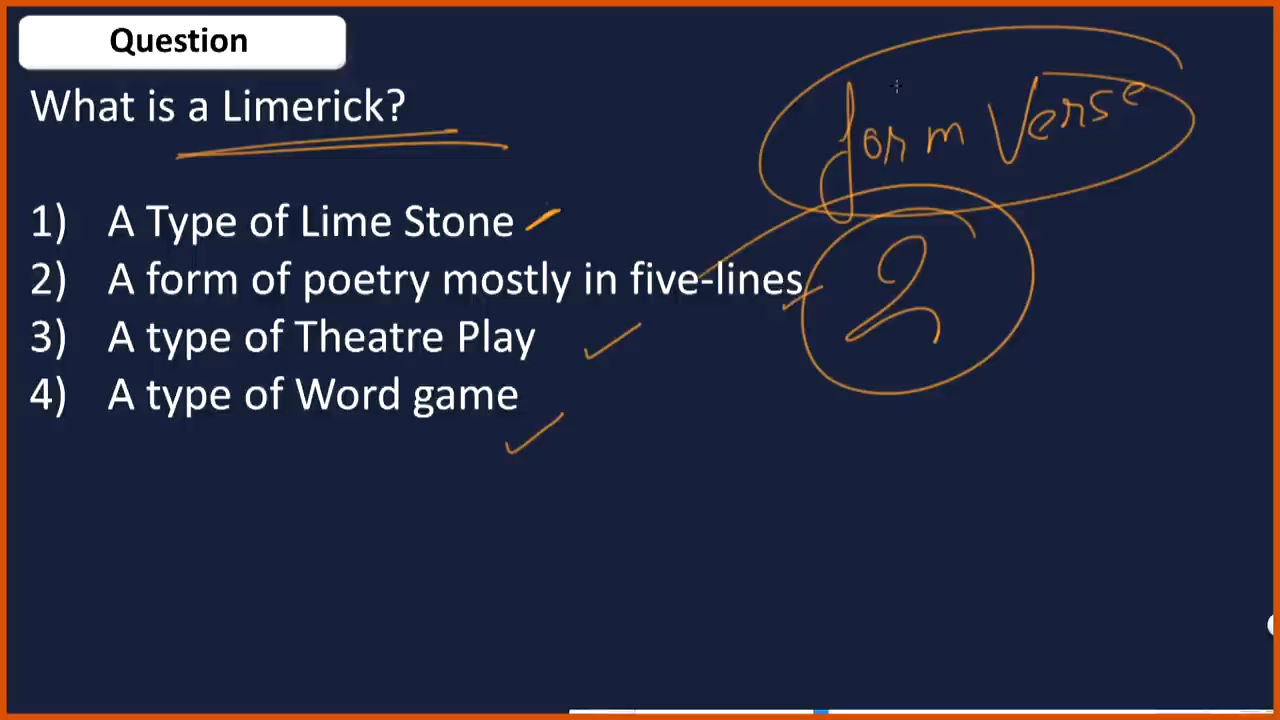 Question
What is a Limerick?
form Verse
1) A Type of Lime Stone
2) A form of poetry mostly in five-lines
2
3) A type of Theatre Play
4) A type of Word game